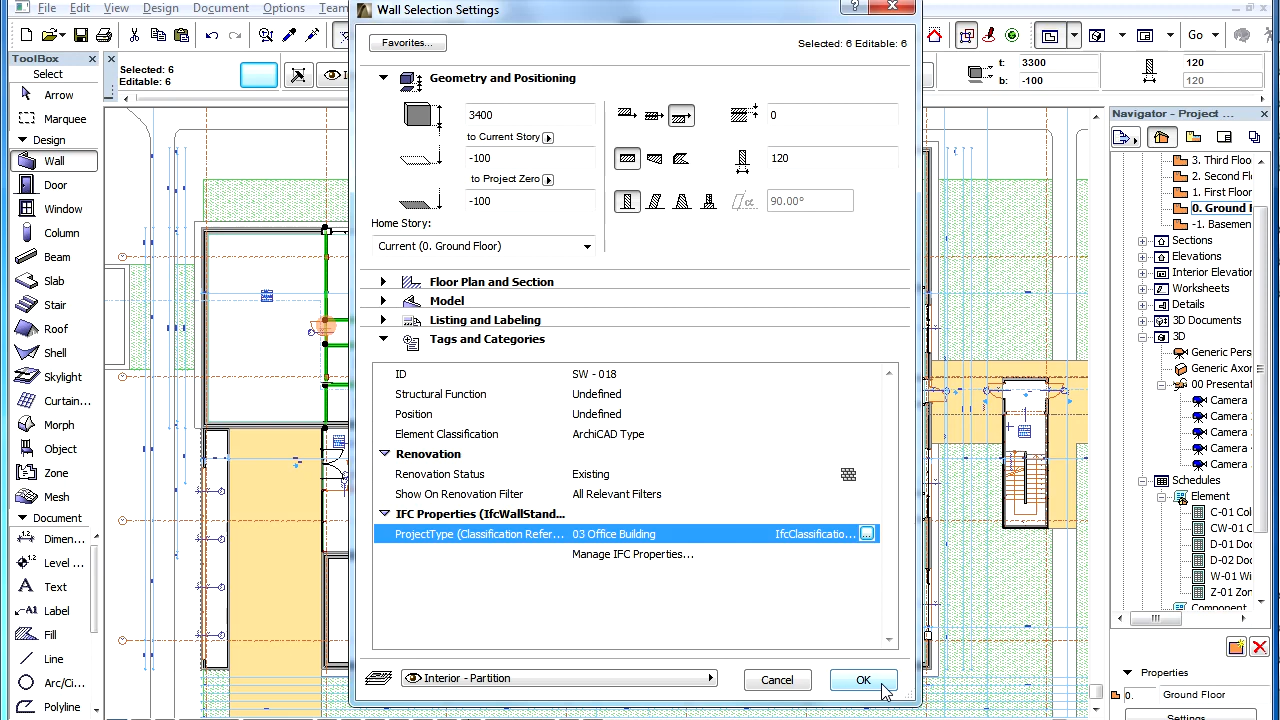 File Edit View Design Document Options Team
Wall Selection Settings
?
Favorites...
Selected: 6 Editable: 6
Go
ToolBox
Select
Arrow
Marquee
Design
Wall
Door
Window
Column
Beam
Slab
Stair
Roof
Shell
Skylight
Curtain...
Morph
Object
Zone
Mesh
Document
Dimen...
Level ...
Text
A1 Label
Fill
Line
Arc/Ci...
Polyline
Selected: 6
Editable: 6
Geometry and Positioning
3400
to Current Story
-100
to Project Zero
-100
0
120
α
90.00°
Home Story:
Current (0. Ground Floor)
Floor Plan and Section
Model
Listing and Labeling
Tags and Categories
ID SW - 018
Structural Function Undefined
Position Undefined
Element Classification ArchiCAD Type
Renovation
Renovation Status Existing
Show On Renovation Filter All Relevant Filters
IFC Properties (IfcWallStand...
ProjectType (Classification Refer... 03 Office Building IfcClassificatio... ...
Manage IFC Properties...
Interior - Partition
Cancel
OK
t: 3300
b: -100
120
120
Navigator - Project ...
3. Third Floo
2. Second Fl
1. First Floor
0. Ground F
-1. Basemen
Sections
Elevations
Interior Elevation
Worksheets
Details
3D Documents
3D
Generic Pers
Generic Axon
00 Presentat
Camera
Camera
Camera
Camera
Camera
Schedules
Element
C-01 Col
CW-01 C
D-01 Doo
D-02 Doo
W-01 Wi
Z-01 Zon
Component
Properties
0. Ground Floor
Settings...